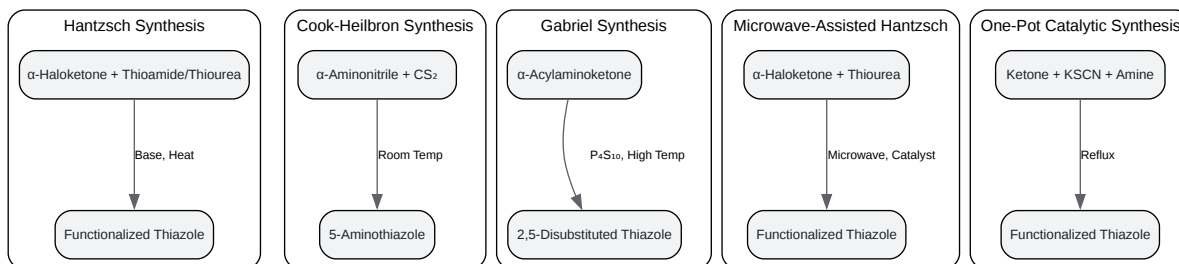 Hantzsch Synthesis
α-Haloketone + Thioamide/Thiourea
Base, Heat
Functionalized Thiazole
Cook-Heilbron Synthesis
α-Aminonitrile + CS₂
Room Temp
5-Aminothiazole
Gabriel Synthesis
α-Acylaminoketone
P₄S₁₀, High Temp
2,5-Disubstituted Thiazole
Microwave-Assisted Hantzsch
α-Haloketone + Thiourea
Microwave, Catalyst
Functionalized Thiazole
One-Pot Catalytic Synthesis
Ketone + KSCN + Amine
Reflux
Functionalized Thiazole